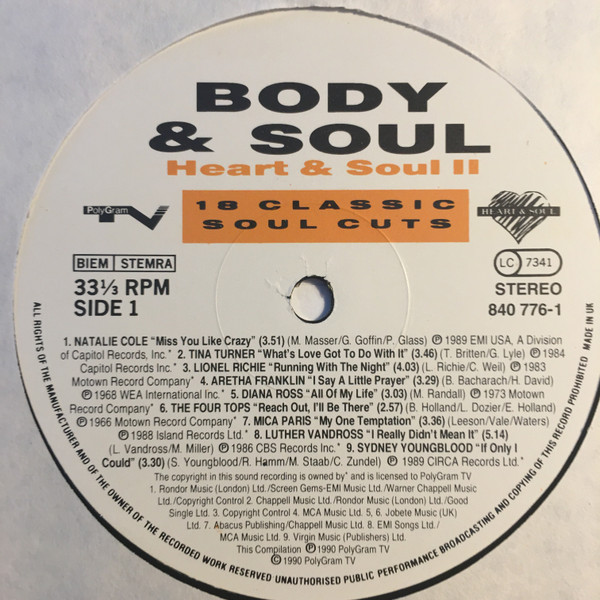 BODY
& SOUL
Heart & Soul II
PolyGram
TV
18 CLASSIC
SOUL CUTS
HEART & SOUL
BIEM STEMRA
LC 7341
33⅓ RPM
STEREO
SIDE 1
840 776-1
1. NATALIE COLE "Miss You Like Crazy" (3.51) (M. Masser/G. Goffin/P. Glass) ℗ 1989 EMI USA, A Division
of Capitol Records, Inc.* 2. TINA TURNER "What's Love Got To Do With It" (3.46) (T. Britten/G. Lyle) ℗ 1984
Capitol Records, Inc.* 3. LIONEL RICHIE "Running With The Night" (4.03) (L. Richie/C. Weil) ℗ 1983
Motown Record Company* 4. ARETHA FRANKLIN "I Say A Little Prayer" (3.29) (B. Bacharach/H. David)
℗ 1968 WEA International Inc.* 5. DIANA ROSS "All Of My Life" (3.03) (M. Randall) ℗ 1973 Motown
Record Company* 6. THE FOUR TOPS "Reach Out, I'll Be There" (2.57) (B. Holland/L. Dozier/E. Holland)
℗ 1966 Motown Record Company* 7. MICA PARIS "My One Temptation" (3.36) (Leeson/Vale/Waters)
℗ 1988 Island Records Ltd.* 8. LUTHER VANDROSS "I Really Didn't Mean It" (5.14)
(L. Vandross/M. Miller) ℗ 1986 CBS Records Inc.* 9. SYDNEY YOUNGBLOOD "If Only I
Could" (3.30) (S. Youngblood/R. Hamm/M. Staab/C. Zundel) ℗ 1989 CIRCA Records Ltd.*
The copyright in this sound recording is owned by* and is licensed to PolyGram TV
1. Rondor Music (London) Ltd./Screen Gems-EMI Music Ltd./Warner Chappell Music
Ltd./Copyright Control 2. Chappell Music Ltd./Rondor Music (London) Ltd./Good
Single Ltd. 3. Copyright Control 4. MCA Music Ltd. 5, 6. Jobete Music (UK)
Ltd. 7. Abacus Publishing/Chappell Music Ltd. 8. EMI Songs Ltd./
MCA Music Ltd. 9. Virgin Music (Publishers) Ltd.
This Compilation ℗ 1990 PolyGram TV
© 1990 PolyGram TV
ALL RIGHTS OF THE MANUFACTURER AND OF THE OWNER OF THE RECORDED WORK RESERVED UNAUTHORISED PUBLIC PERFORMANCE BROADCASTING AND COPYING OF THIS RECORD PROHIBITED MADE IN UK